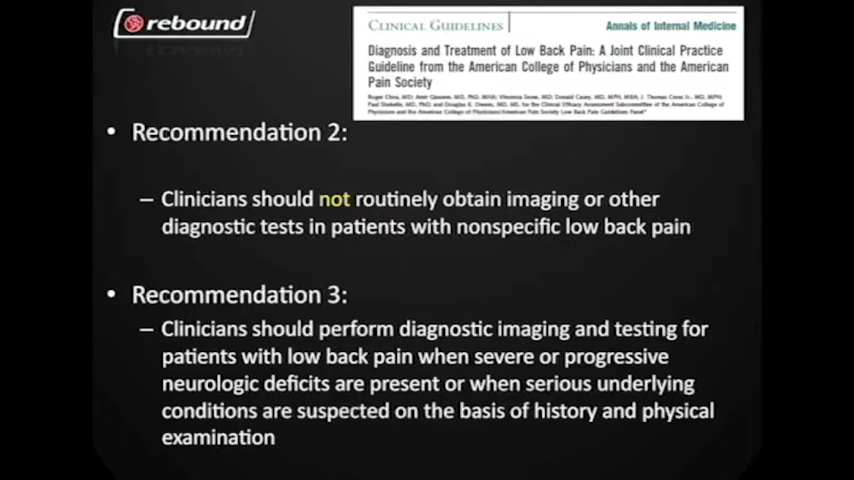 rebound
CLINICAL GUIDELINES
Annals of Internal Medicine
Diagnosis and Treatment of Low Back Pain: A Joint Clinical Practice
Guideline from the American College of Physicians and the American
Pain Society
• Recommendation 2:
– Clinicians should not routinely obtain imaging or other
diagnostic tests in patients with nonspecific low back pain
• Recommendation 3:
– Clinicians should perform diagnostic imaging and testing for
patients with low back pain when severe or progressive
neurologic deficits are present or when serious underlying
conditions are suspected on the basis of history and physical
examination